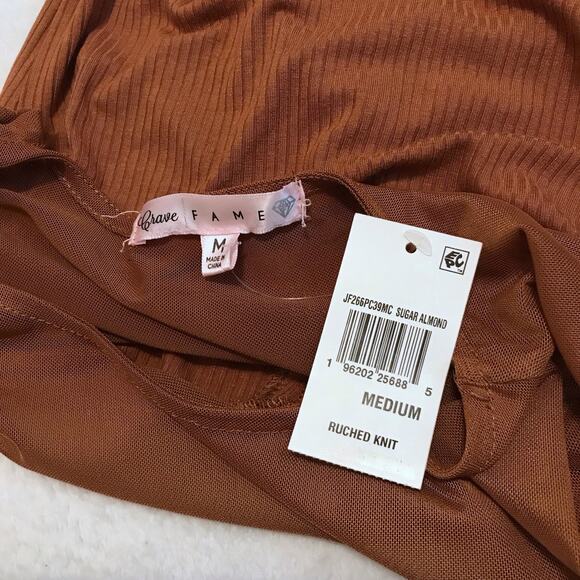 Crave FAME
M
MADE IN
CHINA
JF266PC39MC SUGAR ALMOND
1 96202 25688 5
MEDIUM
RUCHED KNIT